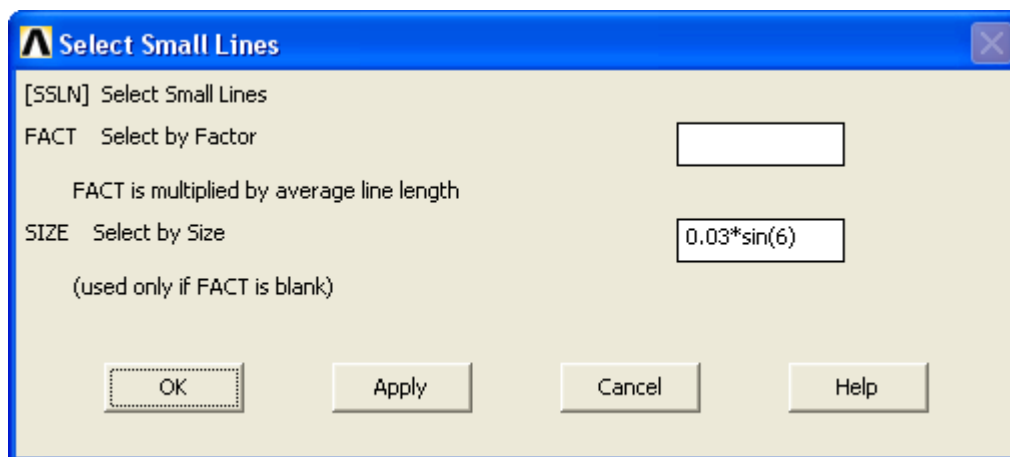 Select Small Lines
[SSLN] Select Small Lines
FACT Select by Factor
FACT is multiplied by average line length
SIZE Select by Size
0.03*sin(6)
(used only if FACT is blank)
OK Apply Cancel Help